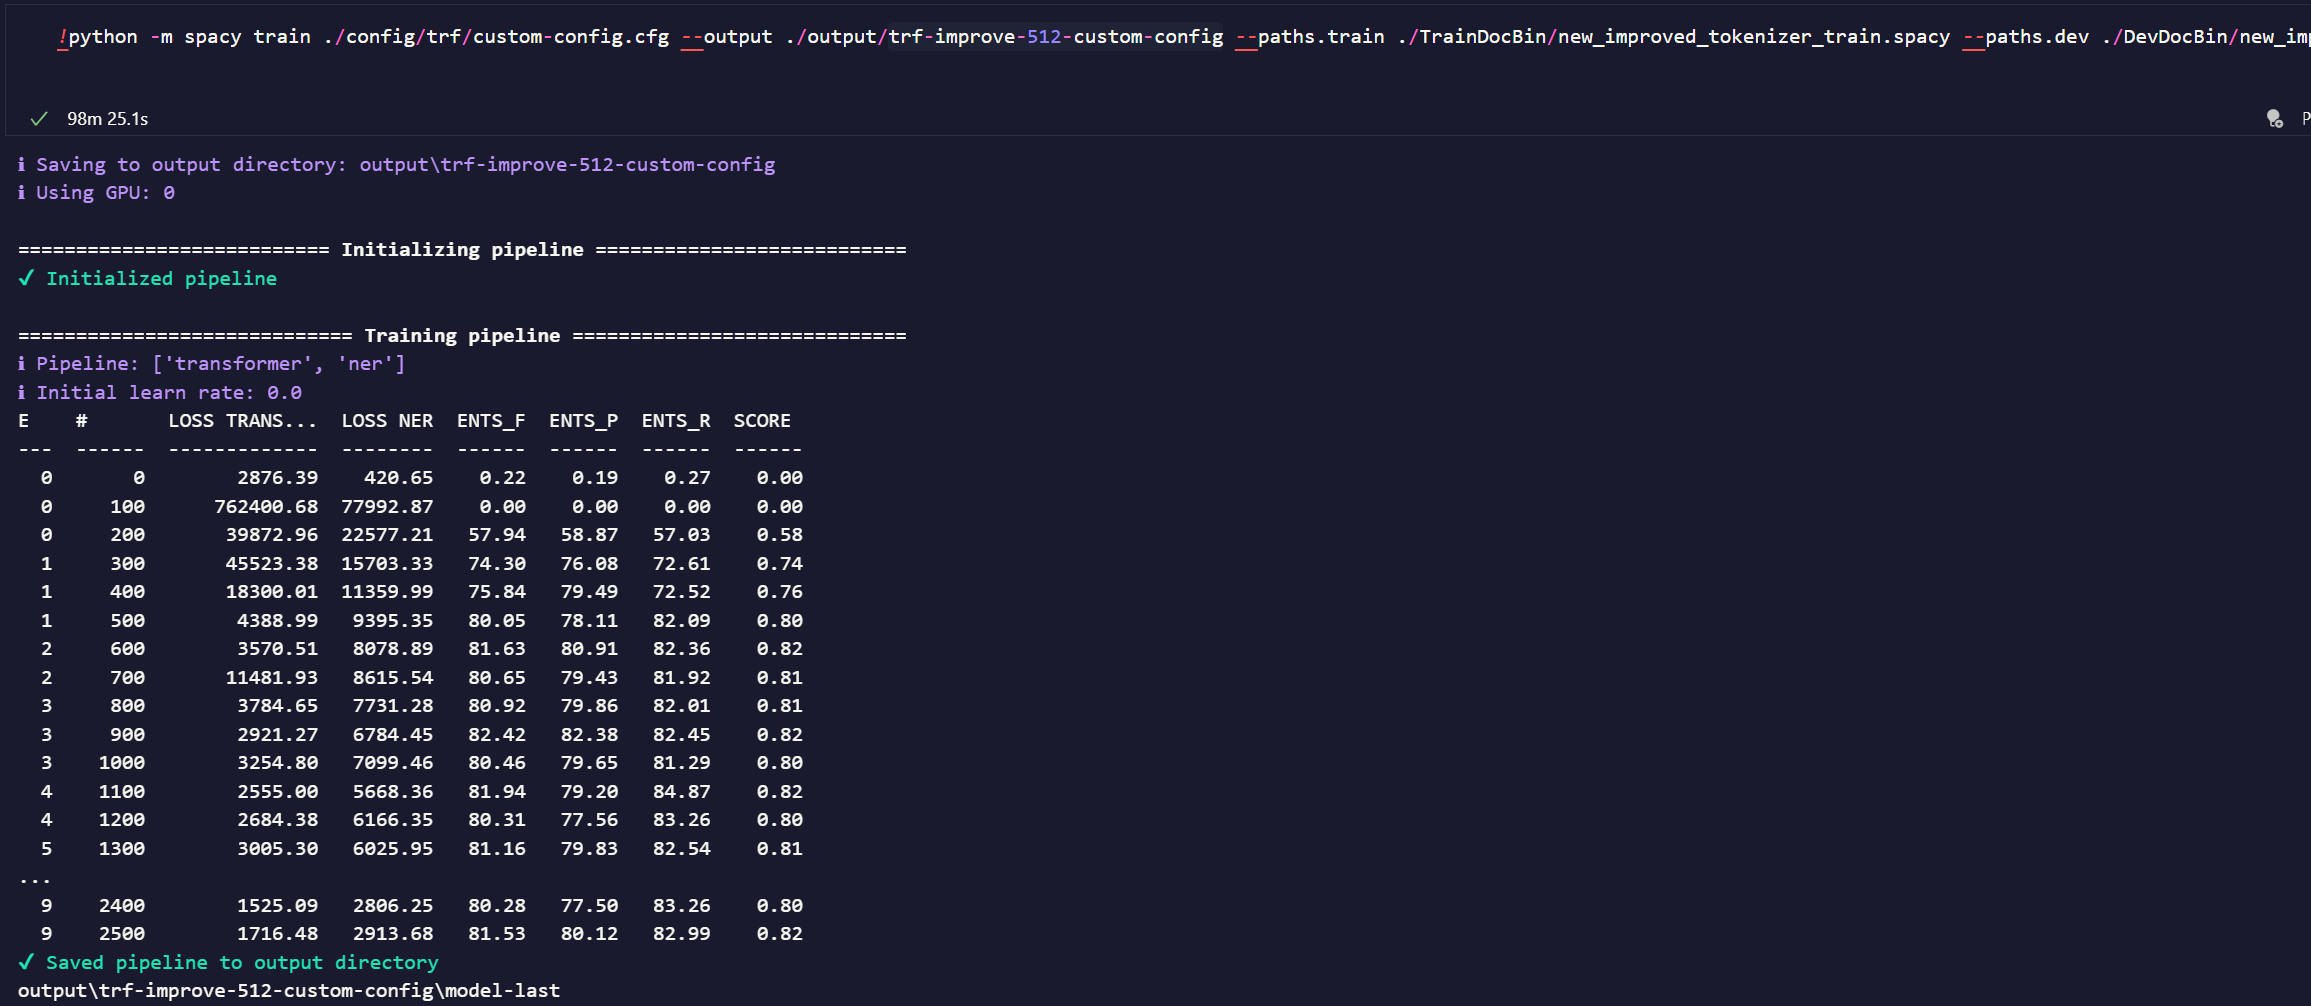 !python -m spacy train ./config/trf/custom-config.cfg --output ./output/trf-improve-512-custom-config --paths.train ./TrainDocBin/new_improved_tokenizer_train.spacy --paths.dev ./DevDocBin/new_im
98m 25.1s
P
ℹ Saving to output directory: output\trf-improve-512-custom-config
ℹ Using GPU: 0
=========================== Initializing pipeline ===========================
✔ Initialized pipeline
============================= Training pipeline =============================
ℹ Pipeline: ['transformer', 'ner']
ℹ Initial learn rate: 0.0
E    #       LOSS TRANS...  LOSS NER  ENTS_F  ENTS_P  ENTS_R  SCORE
---  ------  -------------  --------  ------  ------  ------  ------
  0       0        2876.39    420.65    0.22    0.19    0.27    0.00
  0     100      762400.68  77992.87    0.00    0.00    0.00    0.00
  0     200       39872.96  22577.21   57.94   58.87   57.03    0.58
  1     300       45523.38  15703.33   74.30   76.08   72.61    0.74
  1     400       18300.01  11359.99   75.84   79.49   72.52    0.76
  1     500        4388.99   9395.35   80.05   78.11   82.09    0.80
  2     600        3570.51   8078.89   81.63   80.91   82.36    0.82
  2     700       11481.93   8615.54   80.65   79.43   81.92    0.81
  3     800        3784.65   7731.28   80.92   79.86   82.01    0.81
  3     900        2921.27   6784.45   82.42   82.38   82.45    0.82
  3    1000        3254.80   7099.46   80.46   79.65   81.29    0.80
  4    1100        2555.00   5668.36   81.94   79.20   84.87    0.82
  4    1200        2684.38   6166.35   80.31   77.56   83.26    0.80
  5    1300        3005.30   6025.95   81.16   79.83   82.54    0.81
...
  9    2400        1525.09   2806.25   80.28   77.50   83.26    0.80
  9    2500        1716.48   2913.68   81.53   80.12   82.99    0.82
✔ Saved pipeline to output directory
output\trf-improve-512-custom-config\model-last